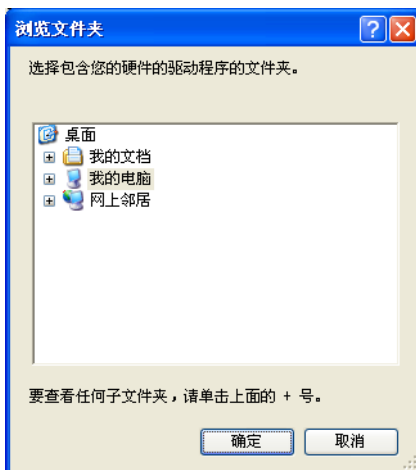 浏览文件夹
选择包含您的硬件的驱动程序的文件夹。
桌面
我的文档
我的电脑
网上邻居
要查看任何子文件夹，请单击上面的 + 号。
确定 取消